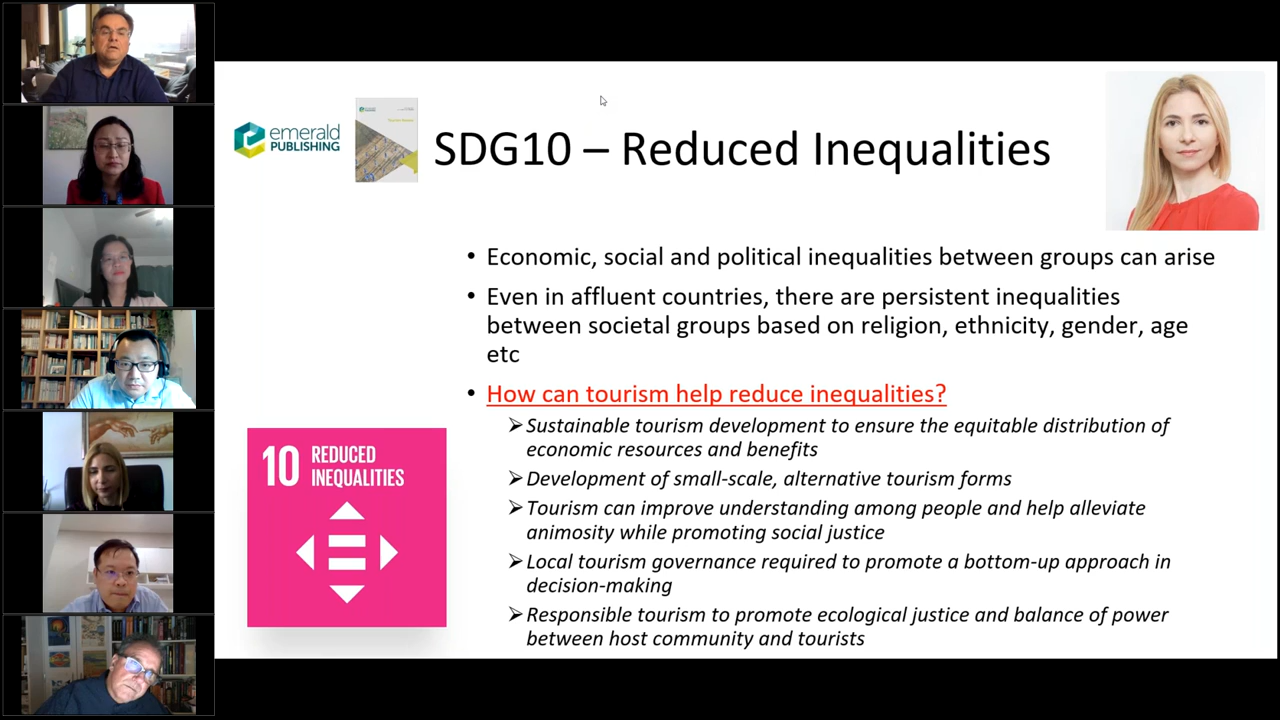 emerald
PUBLISHING
SDG10 – Reduced Inequalities
• Economic, social and political inequalities between groups can arise
• Even in affluent countries, there are persistent inequalities
between societal groups based on religion, ethnicity, gender, age
etc
• How can tourism help reduce inequalities?
➢ Sustainable tourism development to ensure the equitable distribution of
economic resources and benefits
➢ Development of small-scale, alternative tourism forms
➢ Tourism can improve understanding among people and help alleviate
animosity while promoting social justice
➢ Local tourism governance required to promote a bottom-up approach in
decision-making
➢ Responsible tourism to promote ecological justice and balance of power
between host community and tourists
10 REDUCED
INEQUALITIES